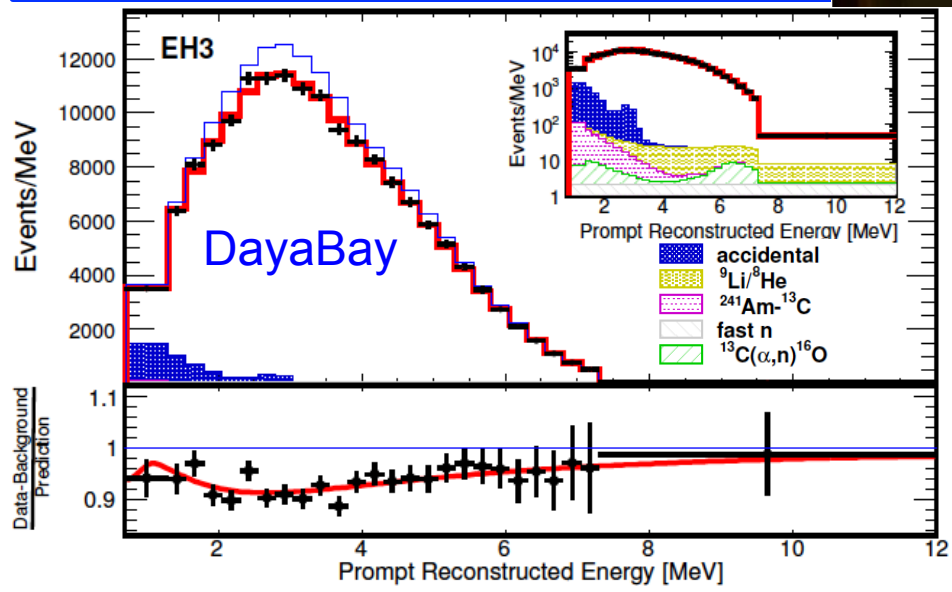 EH3
DayaBay
Events/MeV
12000
10000
8000
6000
4000
2000
Events/MeV
10⁴
10³
10²
10
1
2 4 6 8 10 12
Prompt Reconstructed Energy [MeV]
accidental
⁹Li/⁸He
²⁴¹Am-¹³C
fast n
¹³C(α,n)¹⁶O
Data-Background
Prediction
1.1
1
0.9
2 4 6 8 10 12
Prompt Reconstructed Energy [MeV]